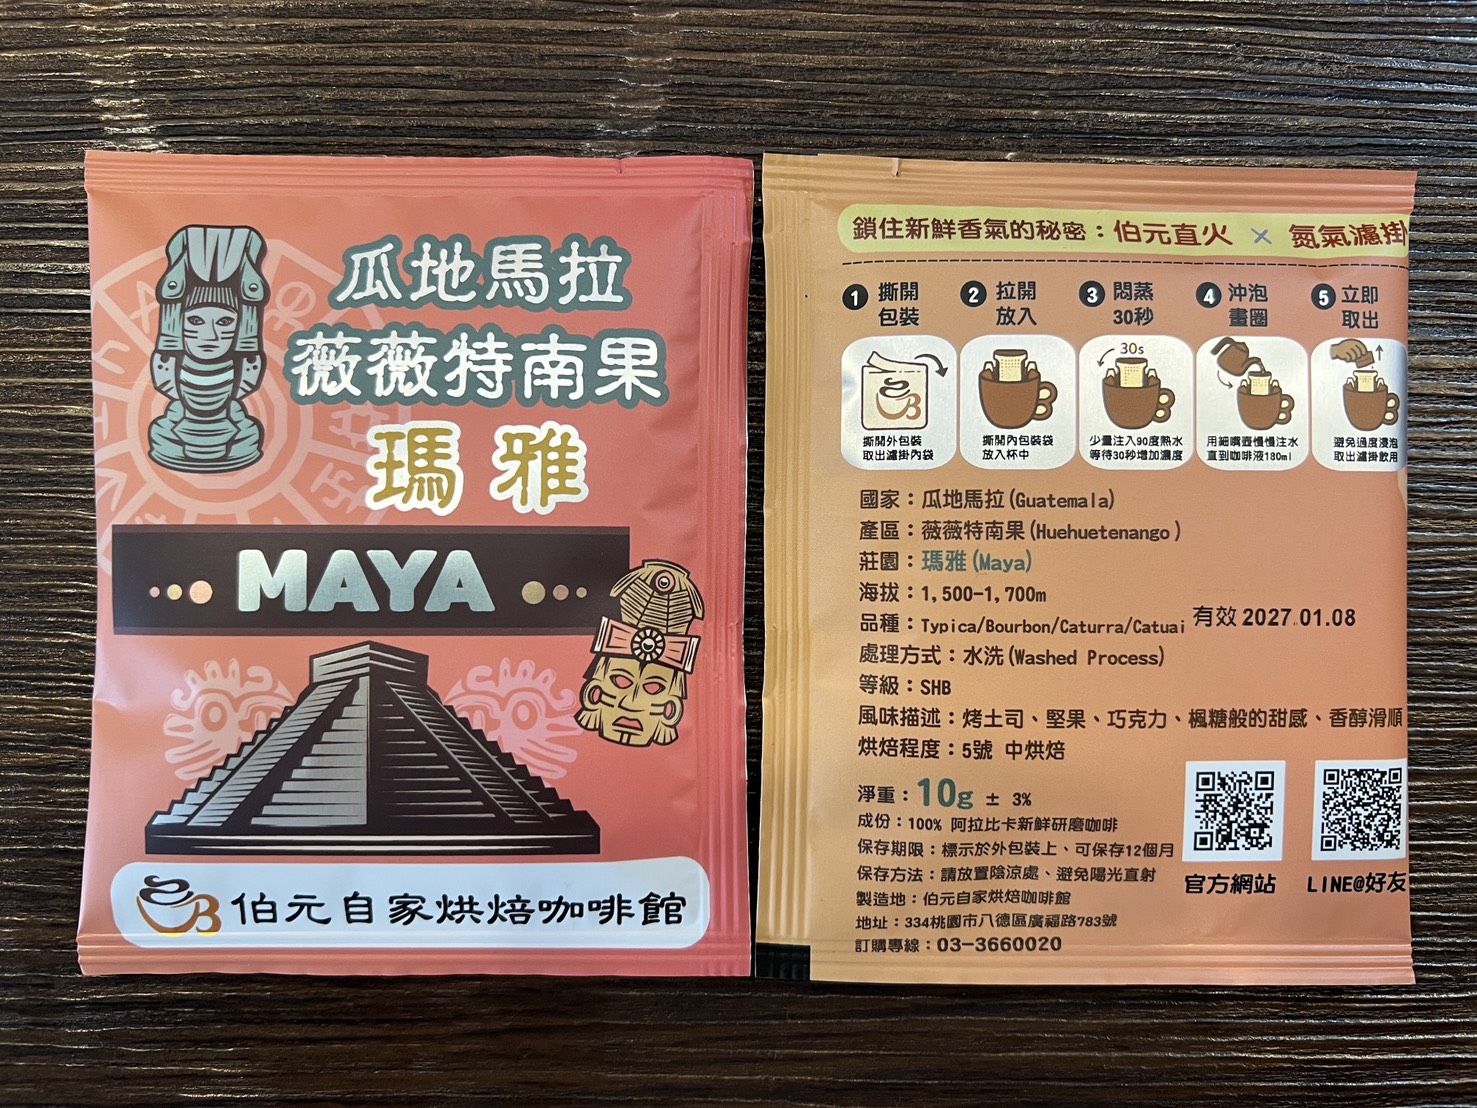 瓜地馬拉
薇薇特南果
瑪雅
MAYA
伯元自家烘焙咖啡館
鎖住新鮮香氣的秘密：伯元直火 × 氮氣濾掛
1 撕開包裝
2 拉開放入
3 悶蒸30秒
4 沖泡畫圈
5 立即取出
30s
撕開外包裝
取出濾掛內袋
撕開內包裝袋
放入杯中
少量注入90度熱水
等待30秒增加濃度
用細嘴壺慢慢注水
直到咖啡液180ml
避免過度浸泡
取出濾掛飲用
國家：瓜地馬拉(Guatemala)
產區：薇薇特南果(Huehuetenango)
莊園：瑪雅(Maya)
海拔：1,500-1,700m
品種：Typica/Bourbon/Caturra/Catuai
有效 2027.01.08
處理方式：水洗(Washed Process)
等級：SHB
風味描述：烤土司、堅果、巧克力、楓糖般的甜感、香醇滑順
烘焙程度：5號 中烘焙
淨重：10g ± 3%
成份：100% 阿拉比卡新鮮研磨咖啡
保存期限：標示於外包裝上、可保存12個月
保存方法：請放置陰涼處、避免陽光直射
製造地：伯元自家烘焙咖啡館
地址：334桃園市八德區廣福路783號
訂購專線：03-3660020
官方網站
LINE@好友